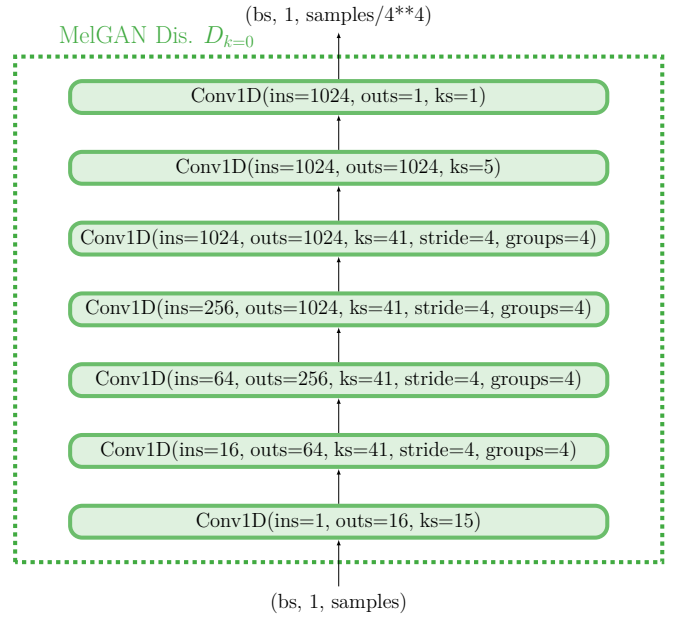 (bs, 1, samples/4**4)
MelGAN Dis. D_{k=0}
Conv1D(ins=1024, outs=1, ks=1)
Conv1D(ins=1024, outs=1024, ks=5)
Conv1D(ins=1024, outs=1024, ks=41, stride=4, groups=4)
Conv1D(ins=256, outs=1024, ks=41, stride=4, groups=4)
Conv1D(ins=64, outs=256, ks=41, stride=4, groups=4)
Conv1D(ins=16, outs=64, ks=41, stride=4, groups=4)
Conv1D(ins=1, outs=16, ks=15)
(bs, 1, samples)